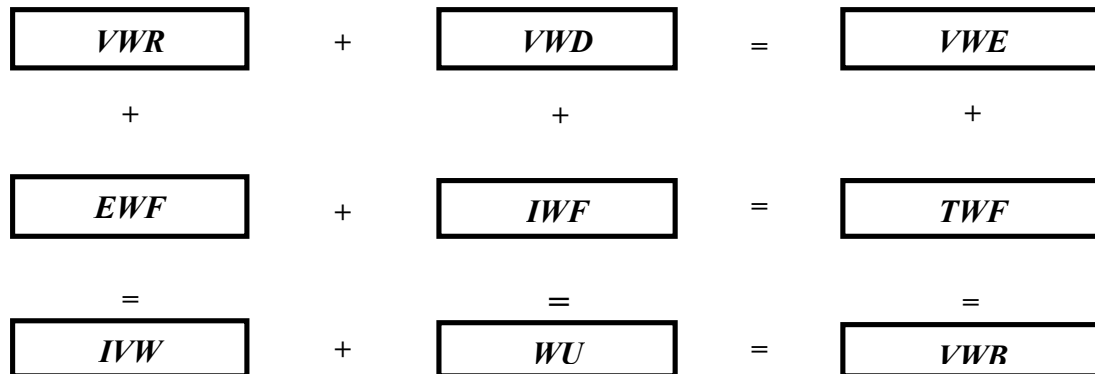 VWR + VWD = VWE
+ + +
EWF + IWF = TWF
= = =
IVW + WU = VWB